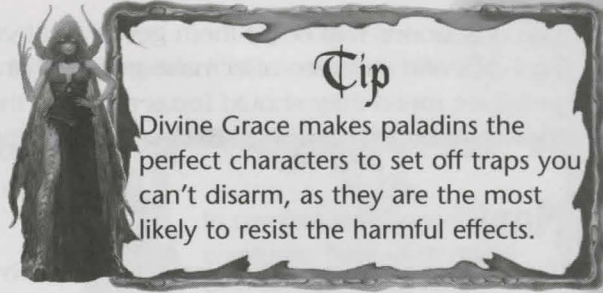 Tip
Divine Grace makes paladins the
perfect characters to set off traps you
can't disarm, as they are the most
likely to resist the harmful effects.